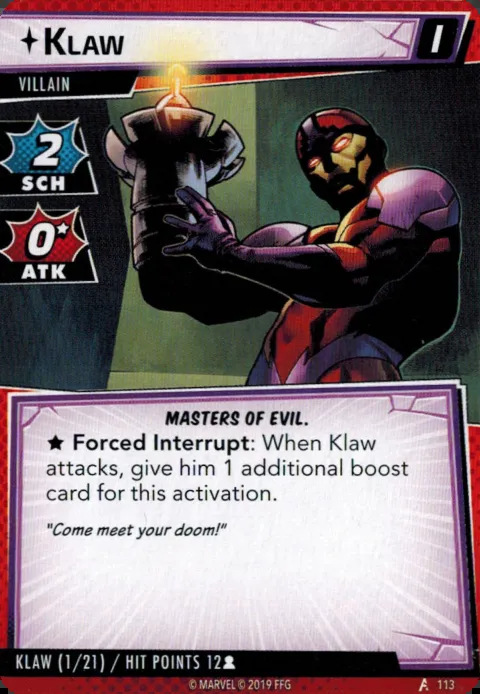 KLAW
I
VILLAIN
2
SCH
0★
ATK
MASTERS OF EVIL.
★ Forced Interrupt: When Klaw
attacks, give him 1 additional boost
card for this activation.
"Come meet your doom!"
KLAW (1/21) / HIT POINTS 12
© MARVEL © 2019 FFG
113